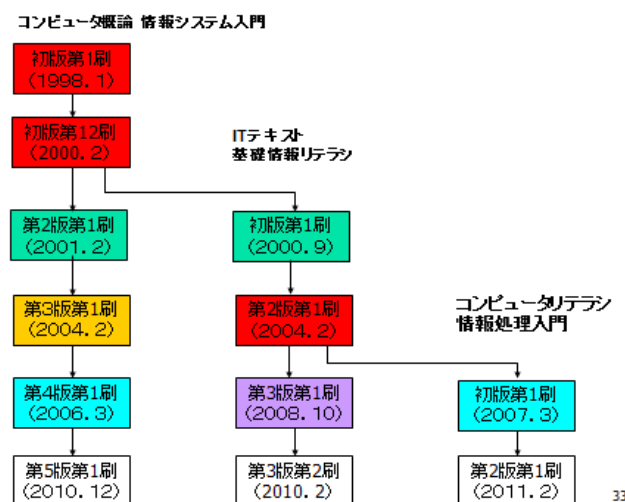 コンピュータ概論 情報システム入門
初版第1刷
(1998.1)
初版第12刷
(2000.2)
ITテキスト
基礎情報リテラシ
第2版第1刷
(2001.2)
初版第1刷
(2000.9)
第3版第1刷
(2004.2)
第2版第1刷
(2004.2)
コンピュータリテラシ
情報処理入門
第4版第1刷
(2006.3)
第3版第1刷
(2008.10)
初版第1刷
(2007.3)
第5版第1刷
(2010.12)
第3版第2刷
(2010.2)
第2版第1刷
(2011.2)
33